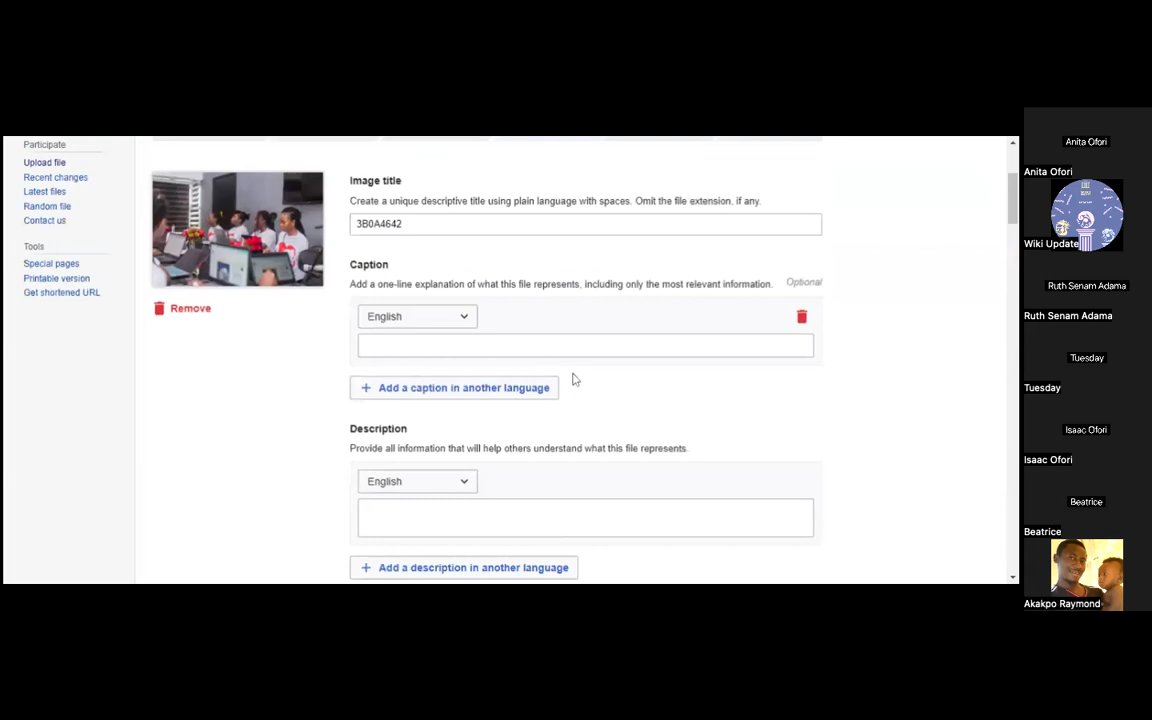 Participate
Upload file
Recent changes
Latest files
Random file
Contact us
Tools
Special pages
Printable version
Get shortened URL
Remove
Image title
Create a unique descriptive title using plain language with spaces. Omit the file extension, if any.
3B0A4642
Caption
Add a one-line explanation of what this file represents, including only the most relevant information.
Optional
English
+ Add a caption in another language
Description
Provide all information that will help others understand what this file represents.
English
+ Add a description in another language
Anita Ofori
Anita Ofori
Wiki Update
Ruth Senam Adama
Ruth Senam Adama
Tuesday
Tuesday
Isaac Ofori
Isaac Ofori
Beatrice
Beatrice
Akakpo Raymond